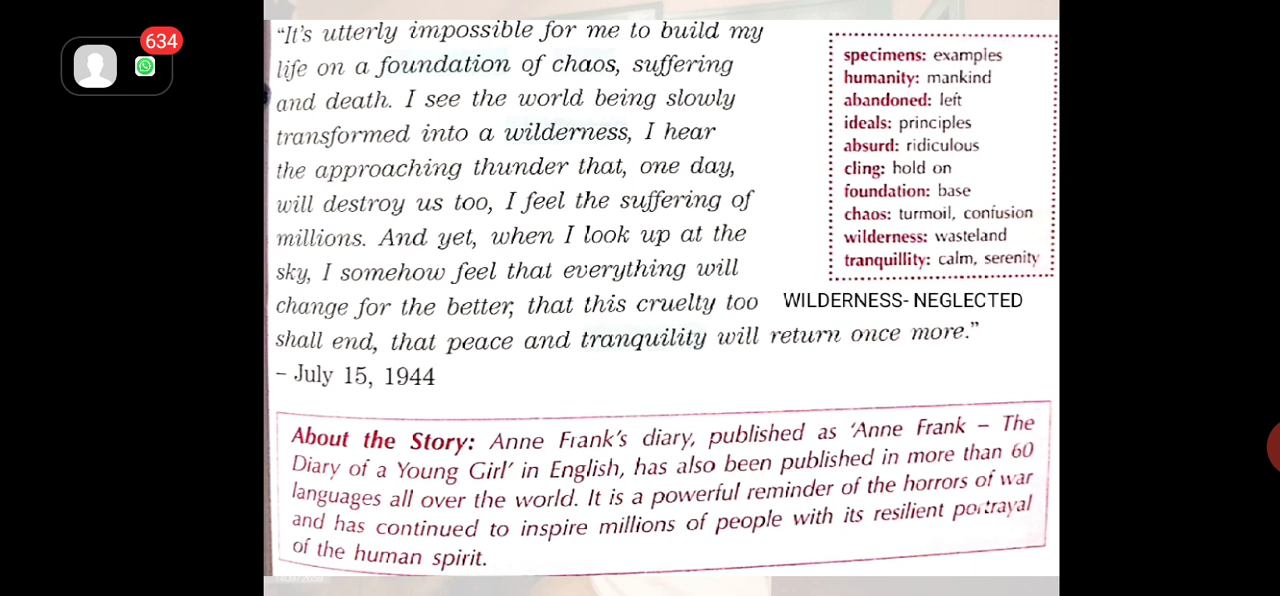 634
“It’s utterly impossible for me to build my
life on a foundation of chaos, suffering
and death. I see the world being slowly
transformed into a wilderness, I hear
the approaching thunder that, one day,
will destroy us too, I feel the suffering of
millions. And yet, when I look up at the
sky, I somehow feel that everything will
change for the better, that this cruelty too
shall end, that peace and tranquility will return once more.”
– July 15, 1944
specimens: examples
humanity: mankind
abandoned: left
ideals: principles
absurd: ridiculous
cling: hold on
foundation: base
chaos: turmoil, confusion
wilderness: wasteland
tranquillity: calm, serenity
WILDERNESS- NEGLECTED
About the Story: Anne Frank’s diary, published as ‘Anne Frank – The
Diary of a Young Girl’ in English, has also been published in more than 60
languages all over the world. It is a powerful reminder of the horrors of war
and has continued to inspire millions of people with its resilient portrayal
of the human spirit.